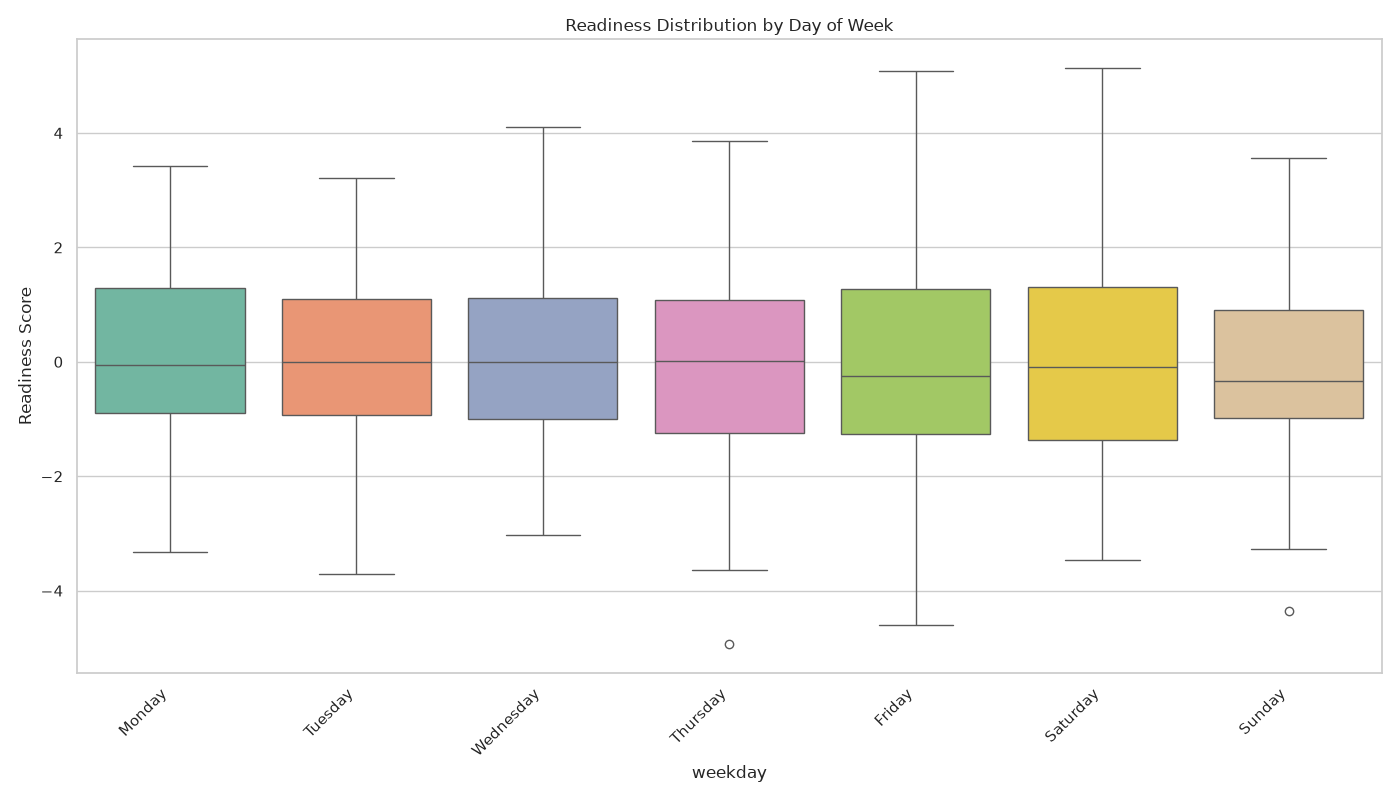 Readiness Distribution by Day of Week
Readiness Score
4
2
0
−2
−4
Monday
Tuesday
Wednesday
Thursday
Friday
Saturday
Sunday
weekday